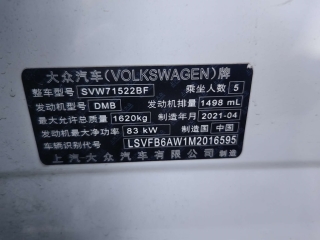 大众汽车(VOLKSWAGEN)牌
整车型号 SVW71522BF 乘坐人数 5
发动机型号 DMB 发动机排量 1498 mL
最大允许总质量 1620kg 制造年月 2021-04
发动机最大净功率 83 kW 制造国 中国
车辆识别代号 LSVFB6AW1M2016595
上汽大众汽车有限公司 制造